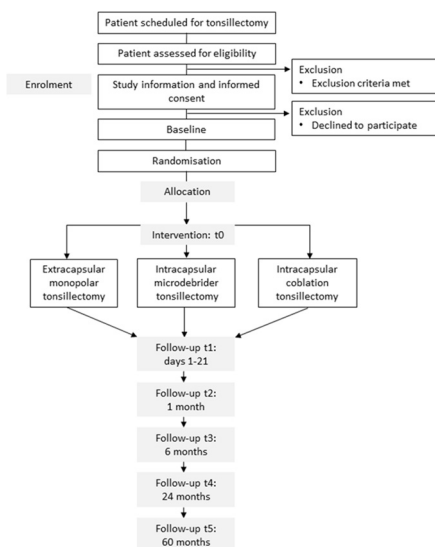 Patient scheduled for tonsillectomy
Patient assessed for eligibility
Exclusion
• Exclusion criteria met
Enrolment
Study information and informed
consent
Exclusion
• Declined to participate
Baseline
Randomisation
Allocation
Intervention: t0
Extracapsular
monopolar
tonsillectomy
Intracapsular
microdebrider
tonsillectomy
Intracapsular
coblation
tonsillectomy
Follow-up t1:
days 1-21
Follow-up t2:
1 month
Follow-up t3:
6 months
Follow-up t4:
24 months
Follow-up t5:
60 months